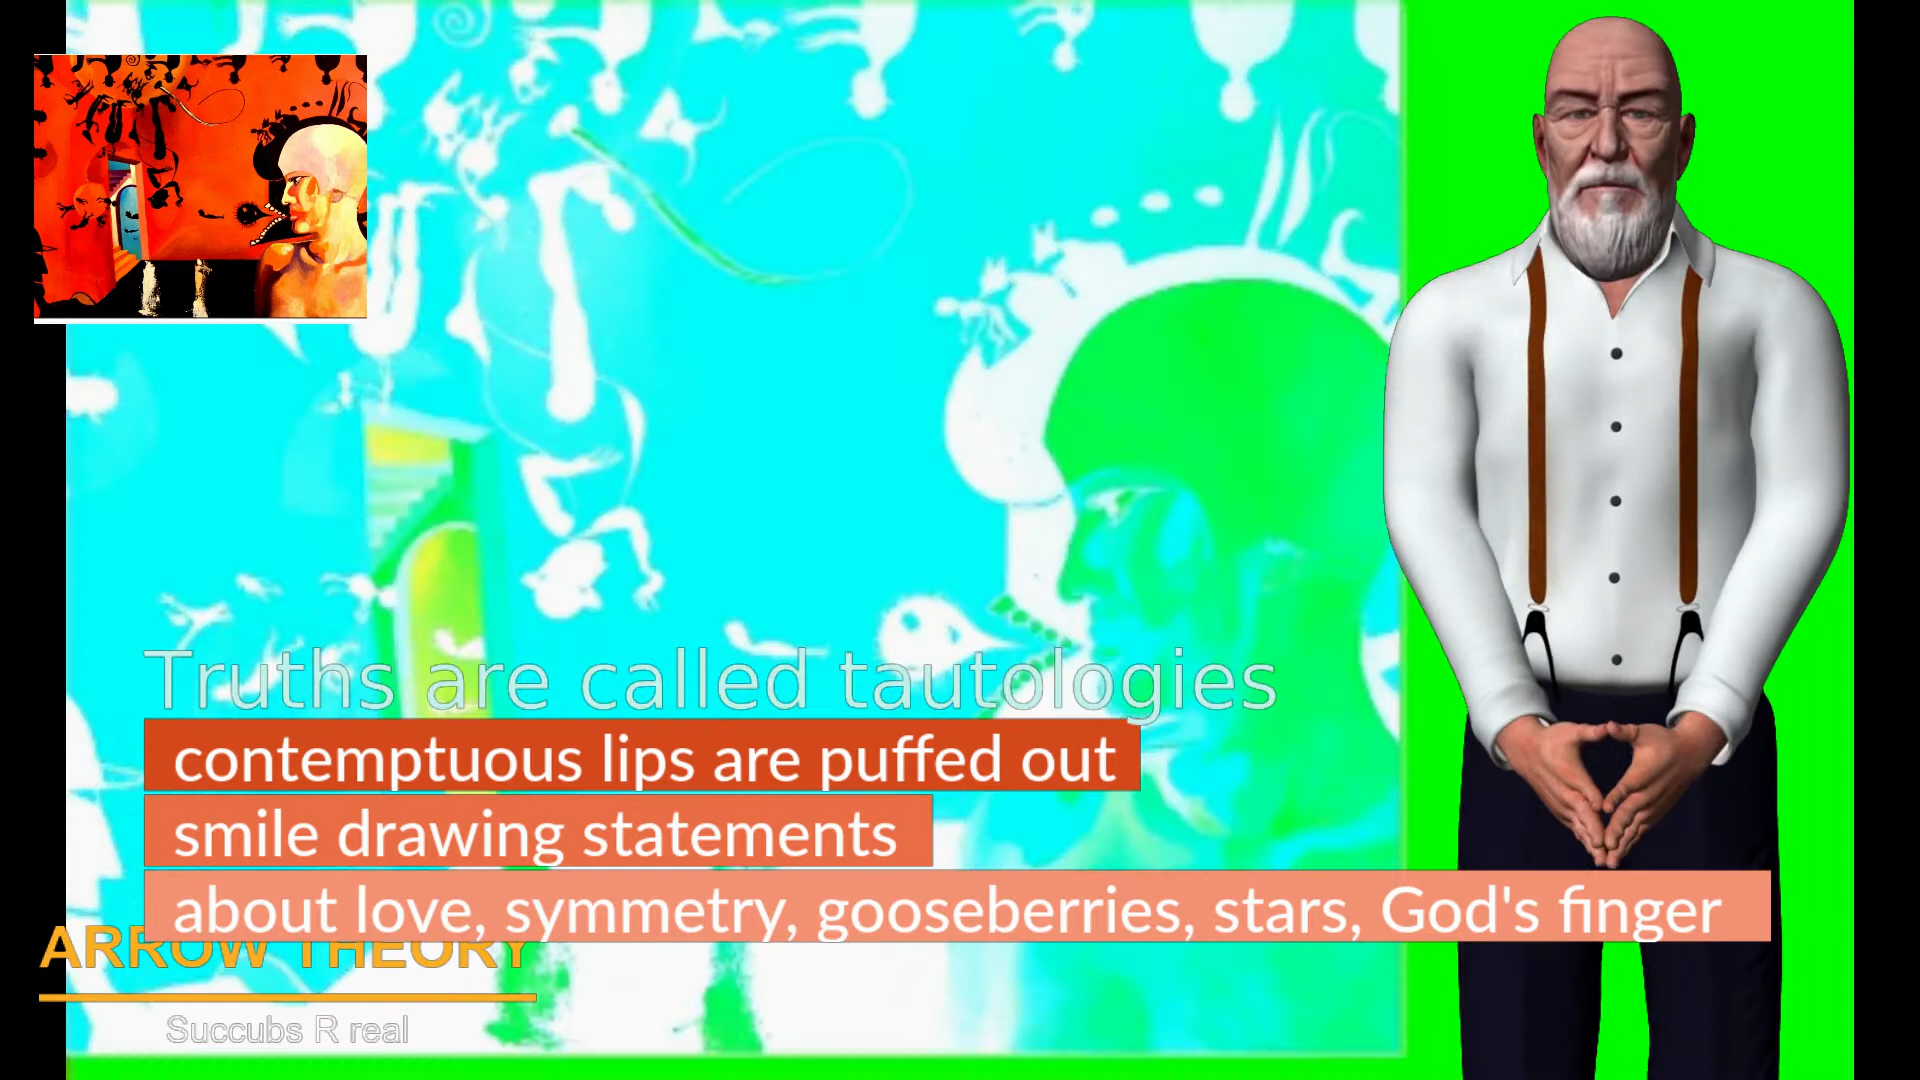 Truths are called tautologies
contemptuous lips are puffed out
smile drawing statements
about love, symmetry, gooseberries, stars, God's finger
ARROW THEORY
Succubs R real